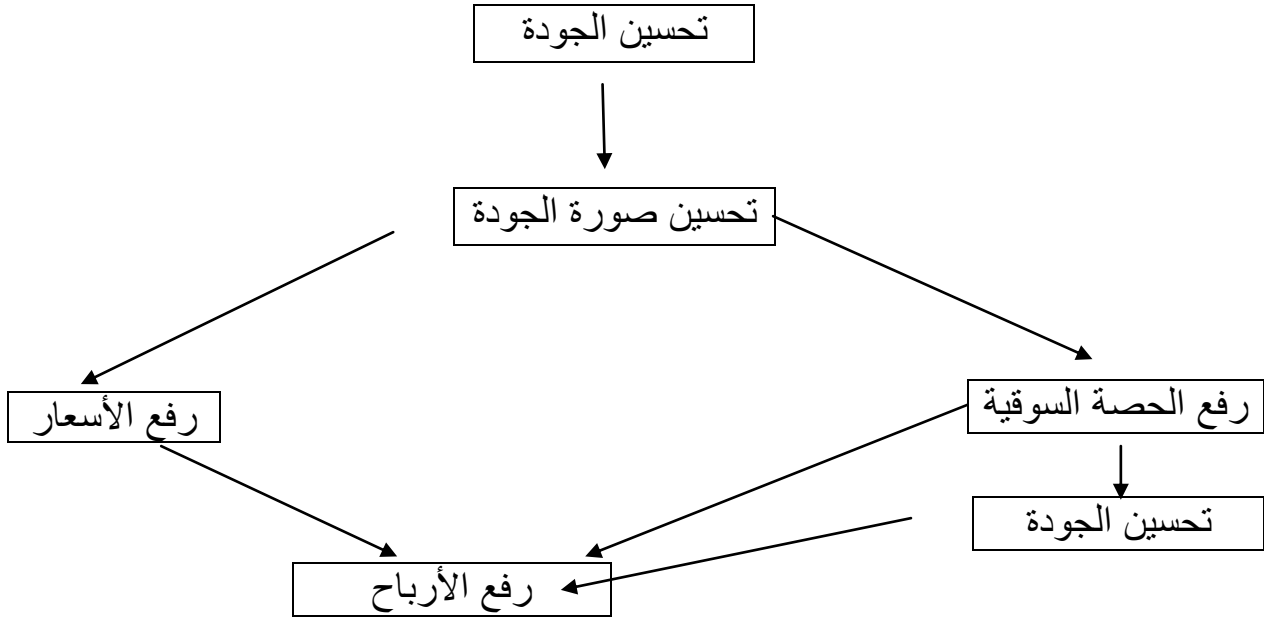 تحسين الجودة
تحسين صورة الجودة
رفع الحصة السوقية
رفع الأسعار
تحسين الجودة
رفع الأرباح